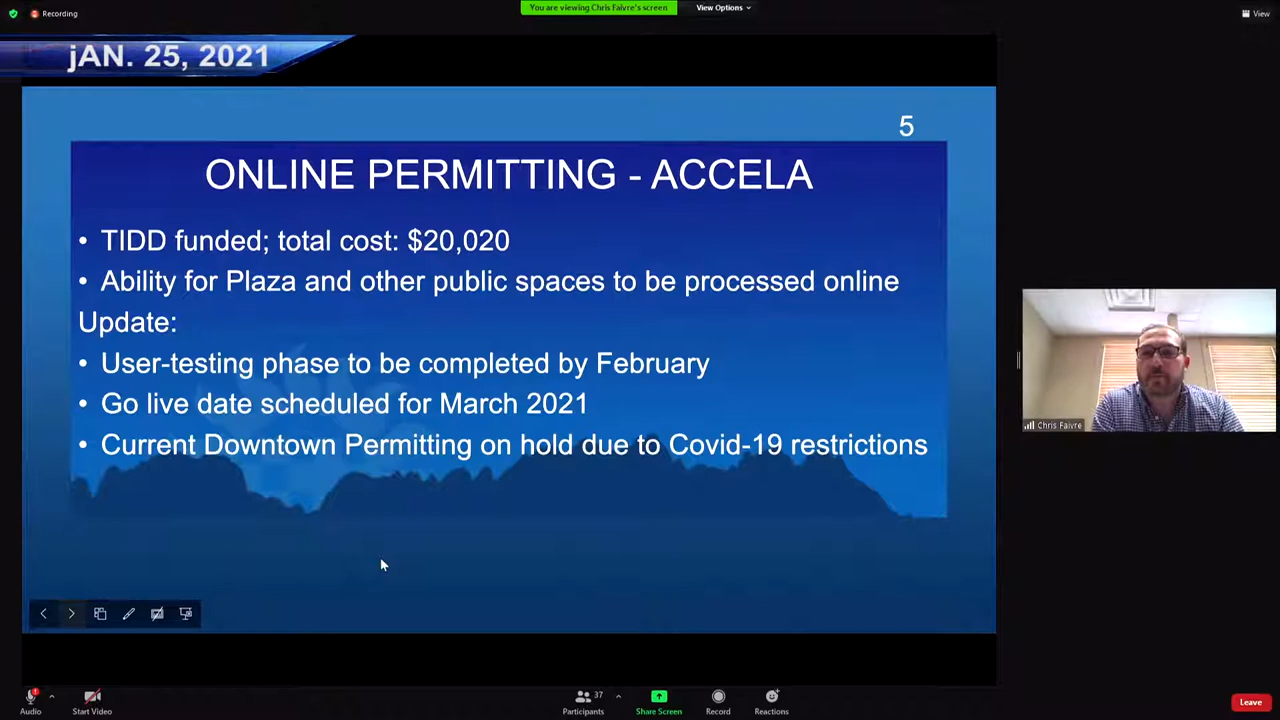 Recording
You are viewing Chris Faivre's screen
View Options
View
jAN. 25, 2021
5
ONLINE PERMITTING - ACCELA
• TIDD funded; total cost: $20,020
• Ability for Plaza and other public spaces to be processed online
Update:
• User-testing phase to be completed by February
• Go live date scheduled for March 2021
• Current Downtown Permitting on hold due to Covid-19 restrictions
Chris Faivre
37
Audio
Start Video
Participants
Share Screen
Record
Reactions
Leave